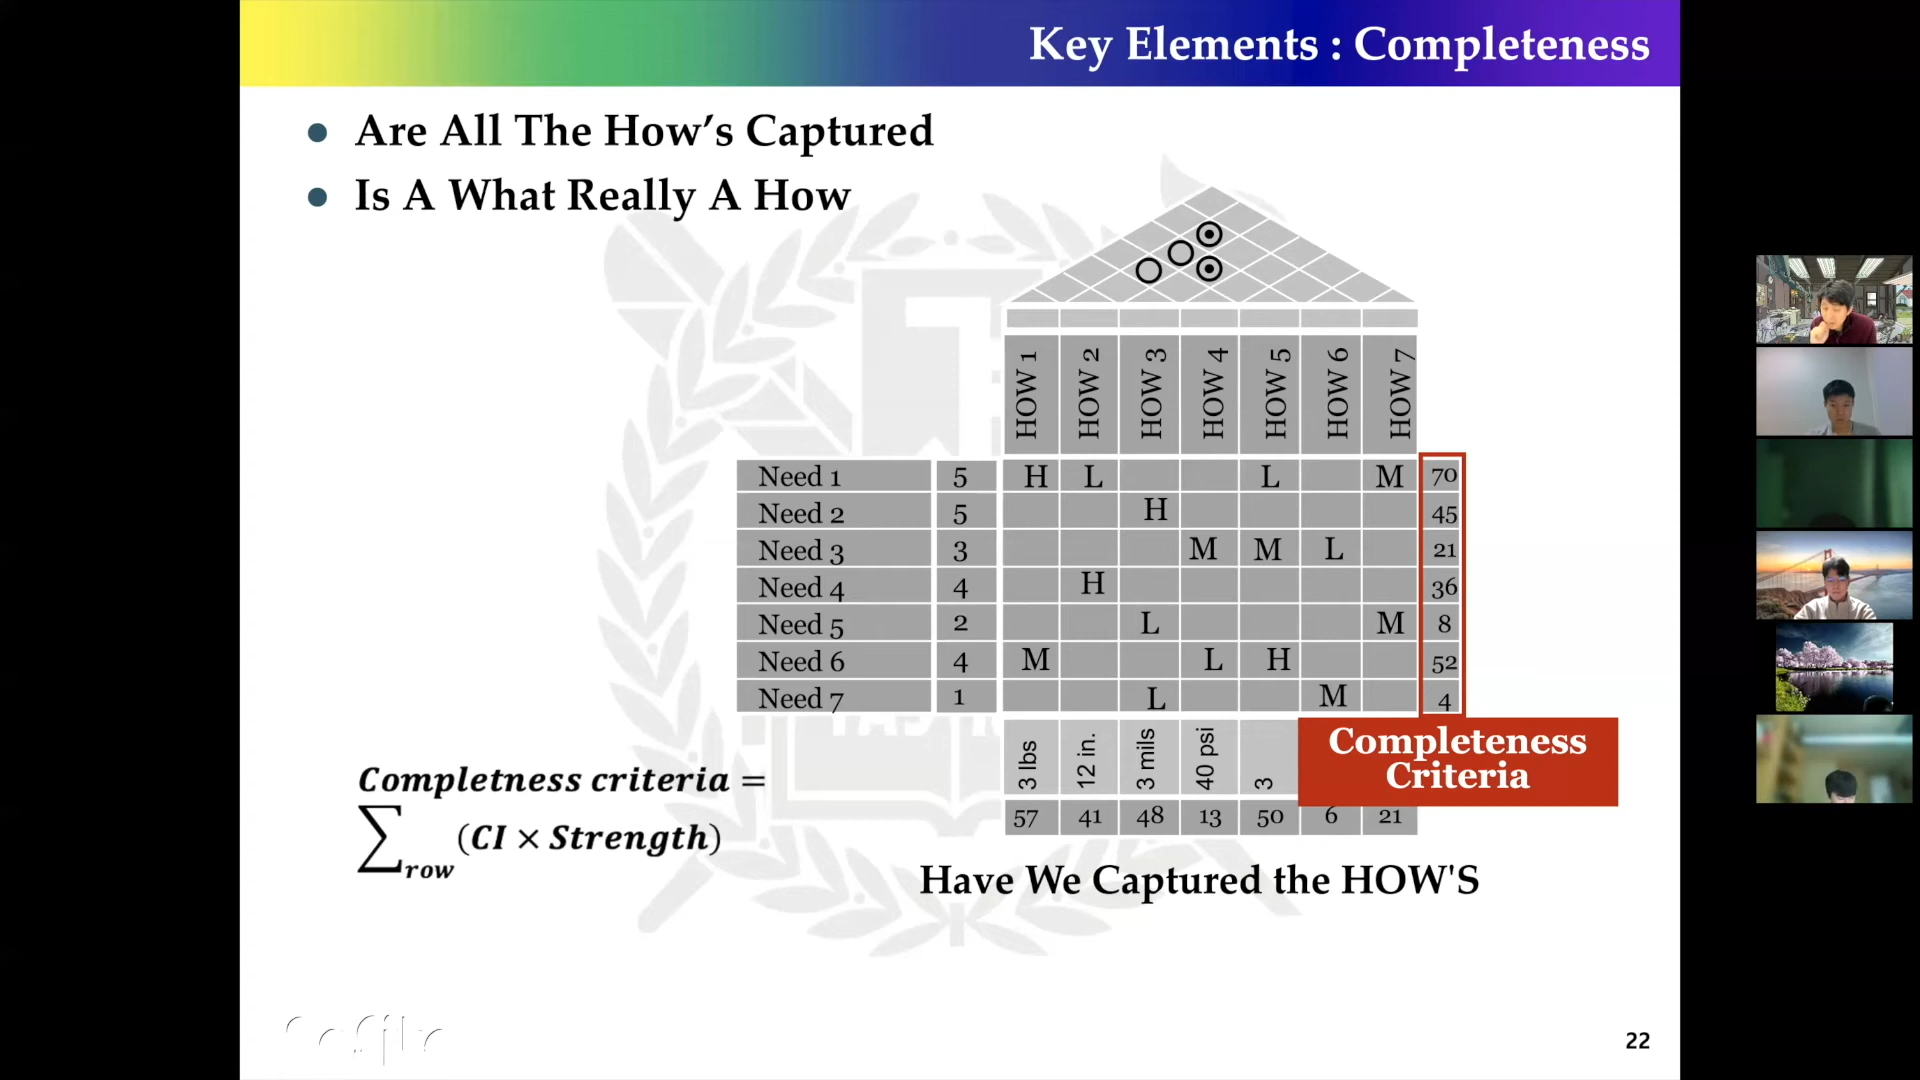 Key Elements : Completeness
● Are All The How’s Captured
● Is A What Really A How
HOW 1 HOW 2 HOW 3 HOW 4 HOW 5 HOW 6 HOW 7
Need 1 5 H L L M 70
Need 2 5 H 45
Need 3 3 M M L 21
Need 4 4 H 36
Need 5 2 L M 8
Need 6 4 M L H 52
Need 7 1 L M 4
3 lbs 12 in. 3 mils 40 psi 3
Completeness
Criteria
57 41 48 13 50 6 21
Completness criteria =
∑row (CI × Strength)
Have We Captured the HOW'S
22